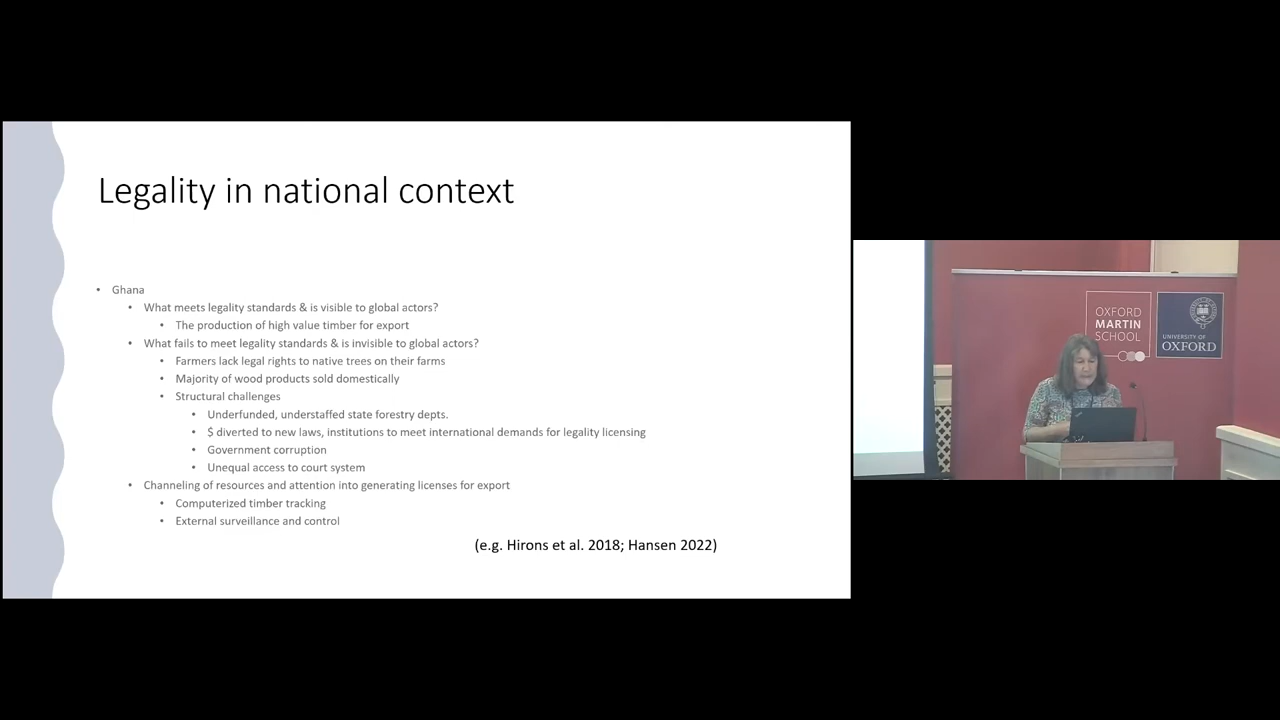 Legality in national context
• Ghana
• What meets legality standards & is visible to global actors?
• The production of high value timber for export
• What fails to meet legality standards & is invisible to global actors?
• Farmers lack legal rights to native trees on their farms
• Majority of wood products sold domestically
• Structural challenges
• Underfunded, understaffed state forestry depts.
• $ diverted to new laws, institutions to meet international demands for legality licensing
• Government corruption
• Unequal access to court system
• Channeling of resources and attention into generating licenses for export
• Computerized timber tracking
• External surveillance and control
(e.g. Hirons et al. 2018; Hansen 2022)
OXFORD
MARTIN
SCHOOL
UNIVERSITY OF
OXFORD